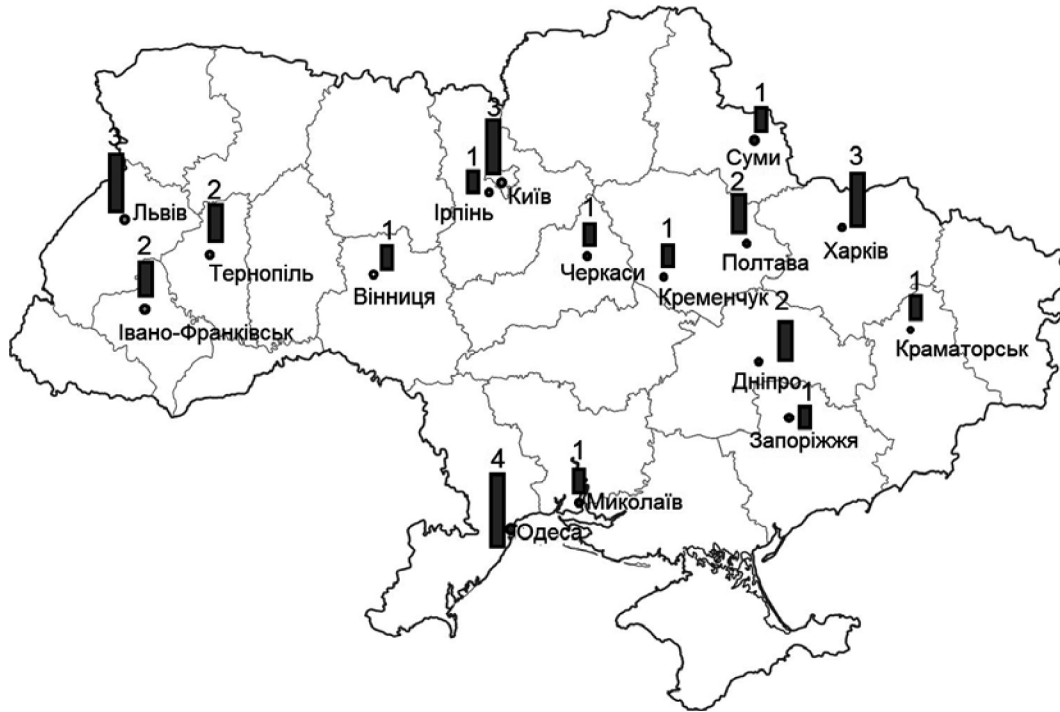 1
Суми
3
Київ
1
Ірпінь
3
Львів
2
Тернопіль
2
Івано-Франківськ
1
Вінниця
1
Черкаси
1
Кременчук
2
Полтава
3
Харків
1
Краматорськ
2
Дніпро
1
Запоріжжя
4
Одеса
1
Миколаїв